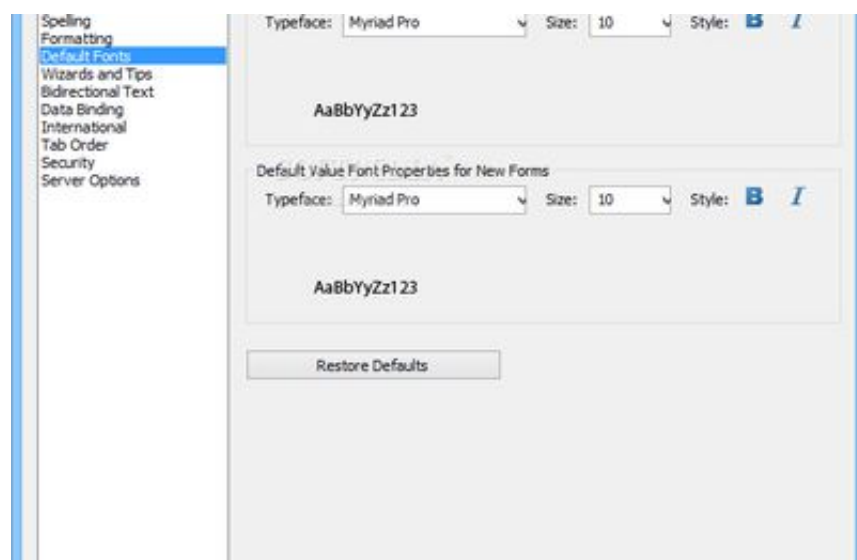 Spelling
Formatting
Default Fonts
Wizards and Tips
Bidirectional Text
Data Binding
International
Tab Order
Security
Server Options
Typeface: Myriad Pro Size: 10 Style: B I
AaBbYyZz123
Default Value Font Properties for New Forms
Typeface: Myriad Pro Size: 10 Style: B I
AaBbYyZz123
Restore Defaults